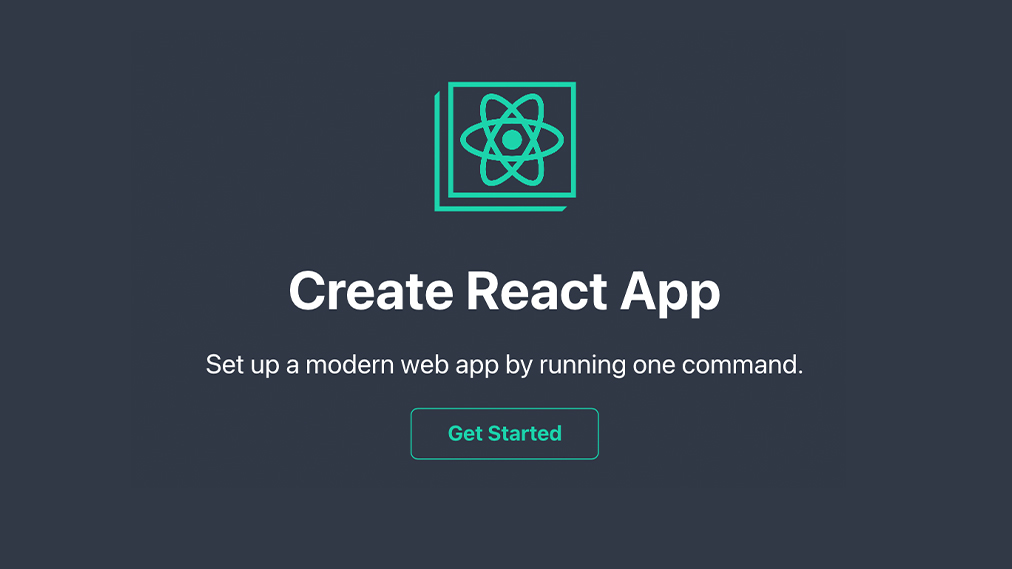 Create React App
Set up a modern web app by running one command.
Get Started